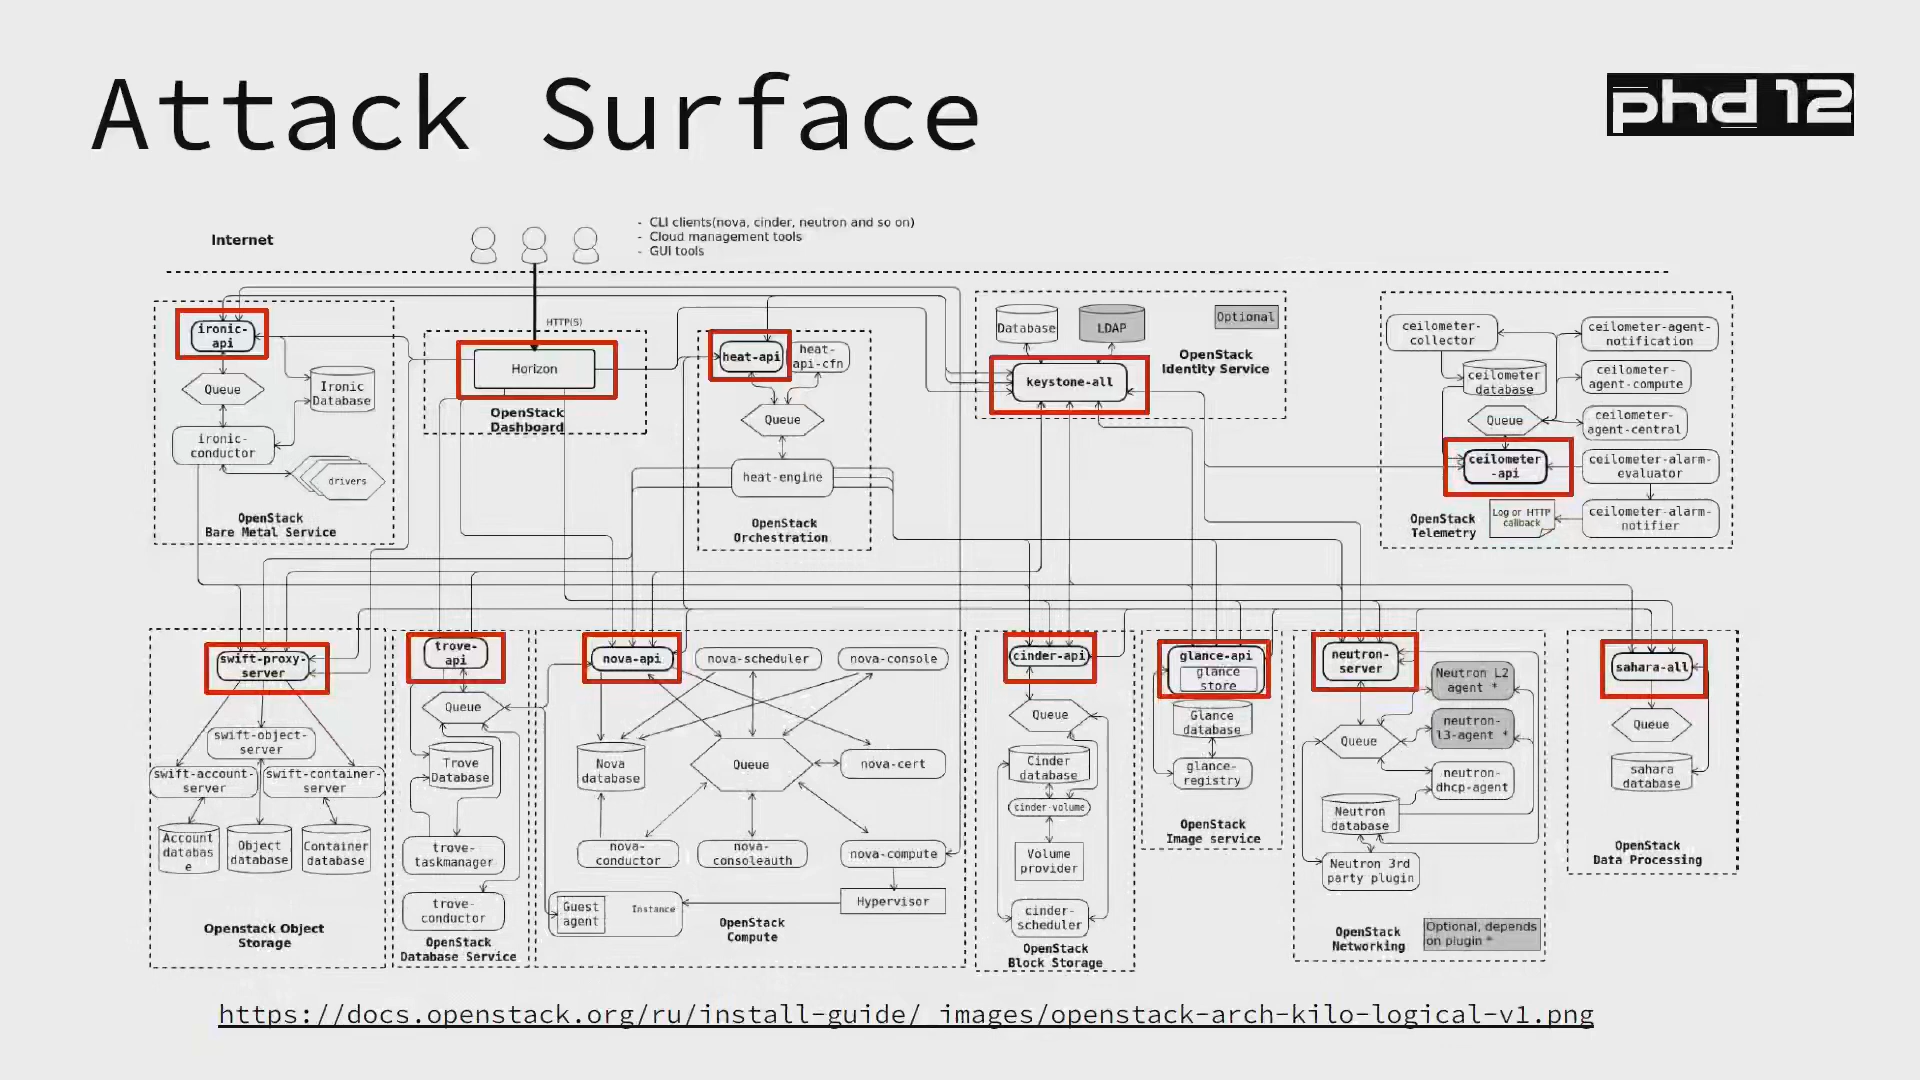 Attack Surface
phd 12
Internet
- CLI clients(nova, cinder, neutron and so on)
- Cloud management tools
- GUI tools
HTTP(S)
ironic-
api
Queue
Ironic
Database
ironic-
conductor
drivers
OpenStack
Bare Metal Service
Horizon
OpenStack
Dashboard
heat-api
heat-
api-cfn
Queue
heat-engine
OpenStack
Orchestration
Database
LDAP
Optional
OpenStack
Identity Service
keystone-all
ceilometer-
collector
ceilometer-agent-
notification
ceilometer
database
ceilometer-
agent-compute
Queue
ceilometer-
agent-central
ceilometer
-api
ceilometer-alarm-
evaluator
Log or HTTP
callback
ceilometer-alarm-
notifier
OpenStack
Telemetry
swift-proxy-
server
swift-object-
server
swift-account-
server
swift-container-
server
Account
databas
e
Object
database
Container
database
Openstack Object
Storage
trove-
api
Queue
Trove
Database
trove-
taskmanager
trove-
conductor
OpenStack
Database Service
nova-api
nova-scheduler
nova-console
Nova
database
Queue
nova-cert
nova-
conductor
nova-
consoleauth
nova-compute
Guest
agent
Instance
Hypervisor
OpenStack
Compute
cinder-api
Queue
Cinder
database
cinder-volume
Volume
provider
cinder-
scheduler
OpenStack
Block Storage
glance-api
glance
store
Glance
database
glance-
registry
OpenStack
Image service
neutron-
server
Neutron L2
agent *
neutron-
l3-agent *
Queue
neutron-
dhcp-agent
Neutron
database
Neutron 3rd
party plugin
OpenStack
Networking
Optional, depends
on plugin *
sahara-all
Queue
sahara
database
OpenStack
Data Processing
https://docs.openstack.org/ru/install-guide/_images/openstack-arch-kilo-logical-v1.png